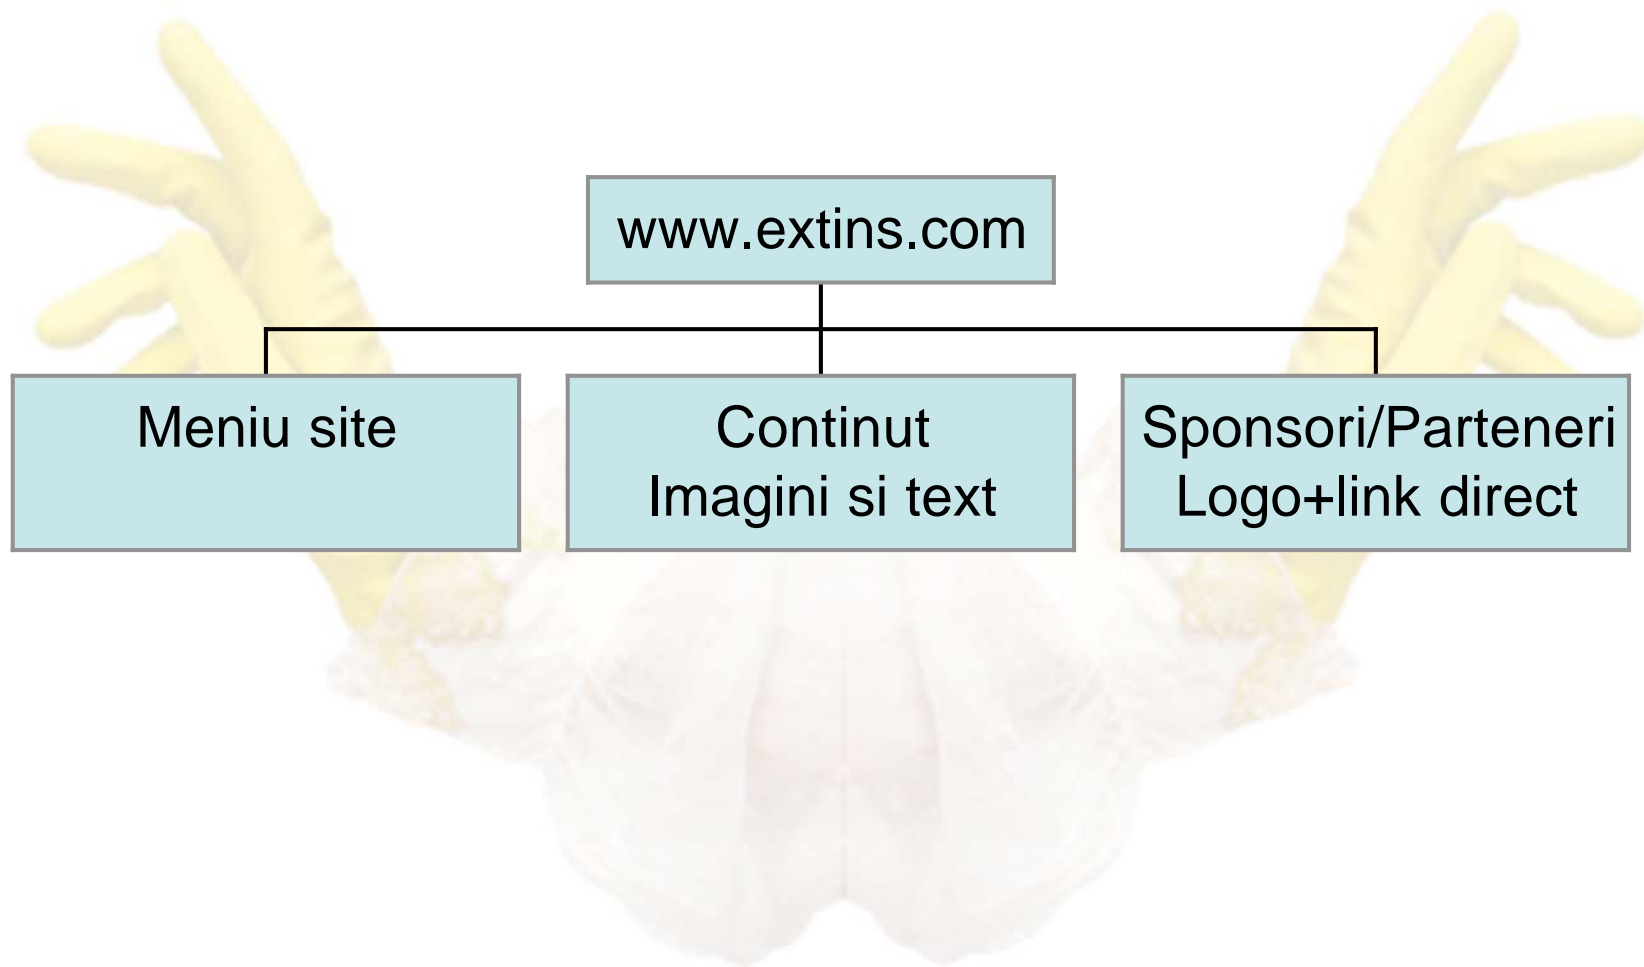 www.extins.com
Meniu site
Continut
Imagini si text
Sponsori/Parteneri
Logo+link direct